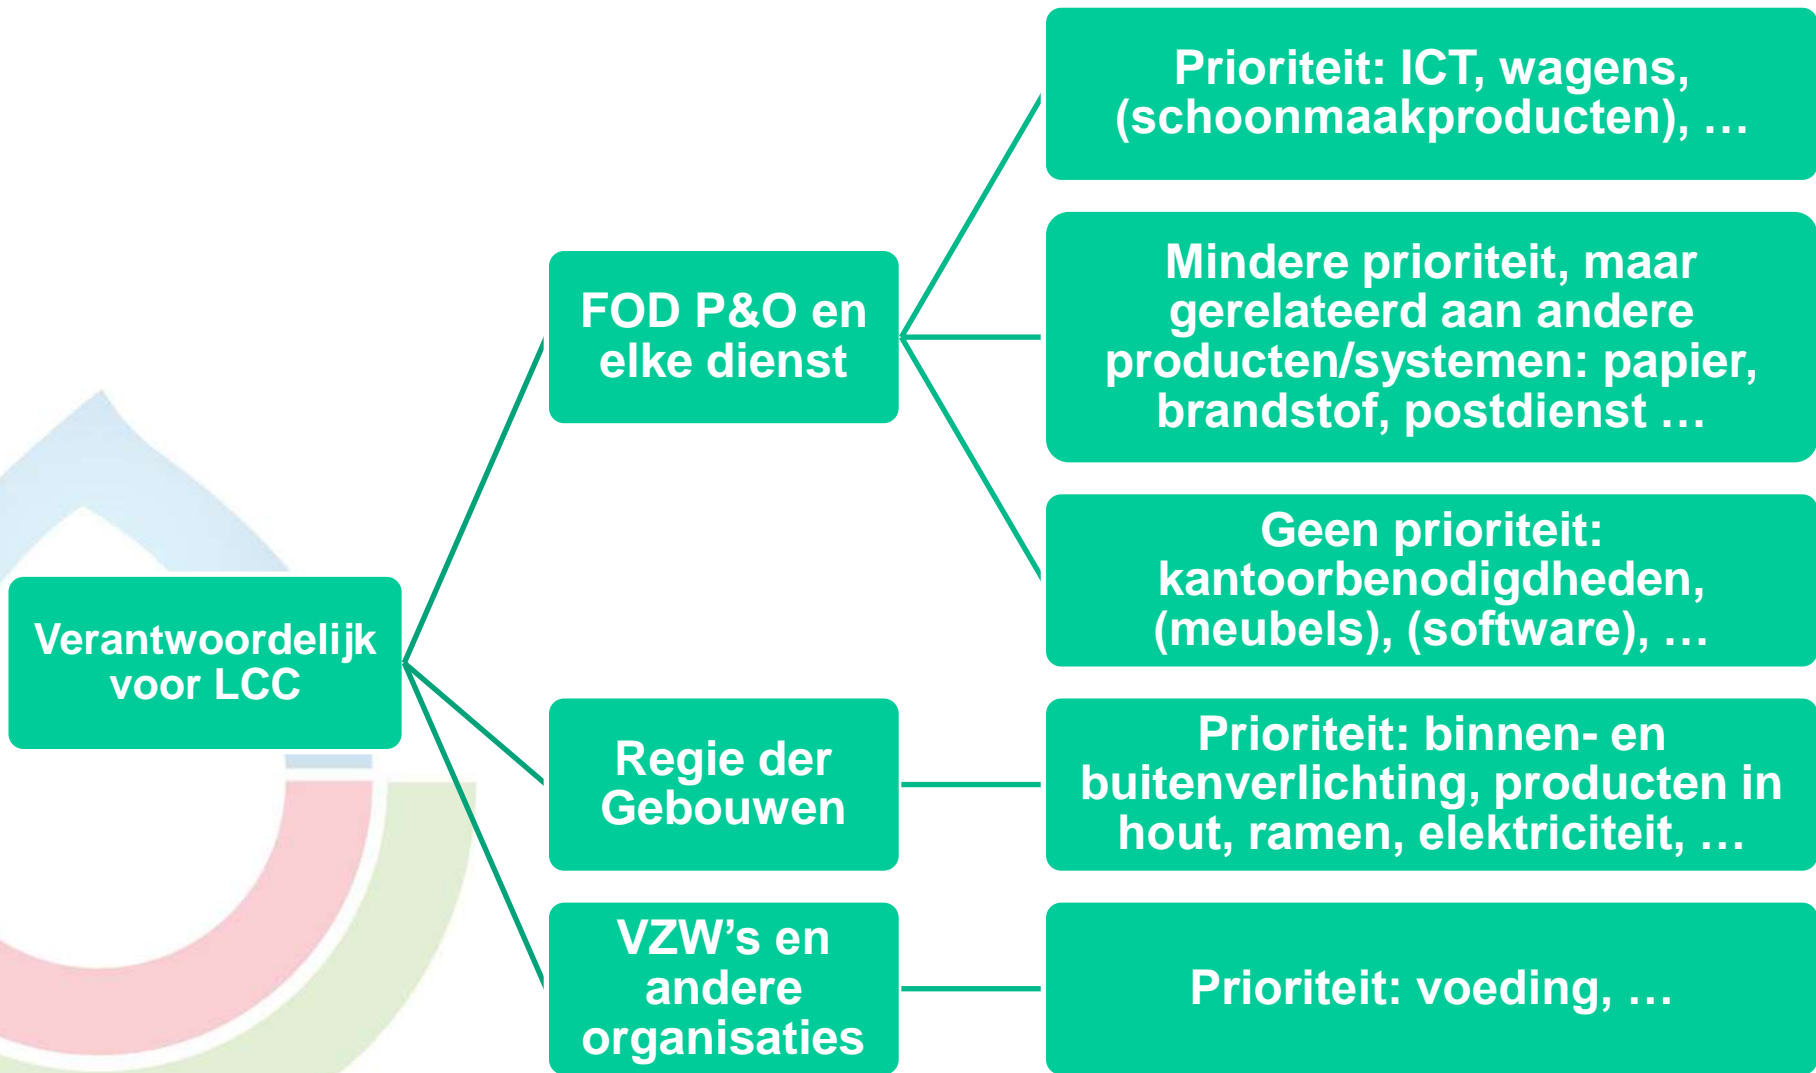 Verantwoordelijk
voor LCC
FOD P&O en
elke dienst
Prioriteit: ICT, wagens,
(schoonmaakproducten), …
Mindere prioriteit, maar
gerelateerd aan andere
producten/systemen: papier,
brandstof, postdienst …
Geen prioriteit:
kantoorbenodigdheden,
(meubels), (software), …
Regie der
Gebouwen
Prioriteit: binnen- en
buitenverlichting, producten in
hout, ramen, elektriciteit, …
VZW’s en
andere
organisaties
Prioriteit: voeding, …